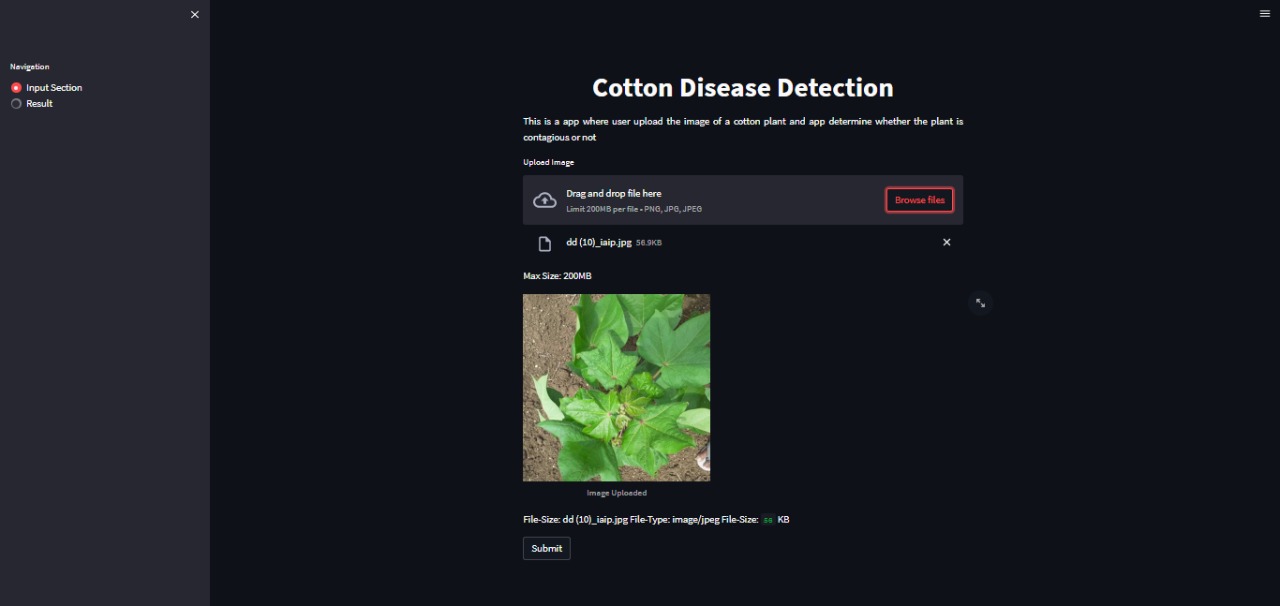 Navigation
Input Section
Result
Cotton Disease Detection
This is a app where user upload the image of a cotton plant and app determine whether the plant is
contagious or not
Upload Image
Drag and drop file here
Limit 200MB per file • PNG, JPG, JPEG
Browse files
dd (10)_iaip.jpg 56.9KB
Max Size: 200MB
Image Uploaded
File-Size: dd (10)_iaip.jpg File-Type: image/jpeg File-Size: 56 KB
Submit